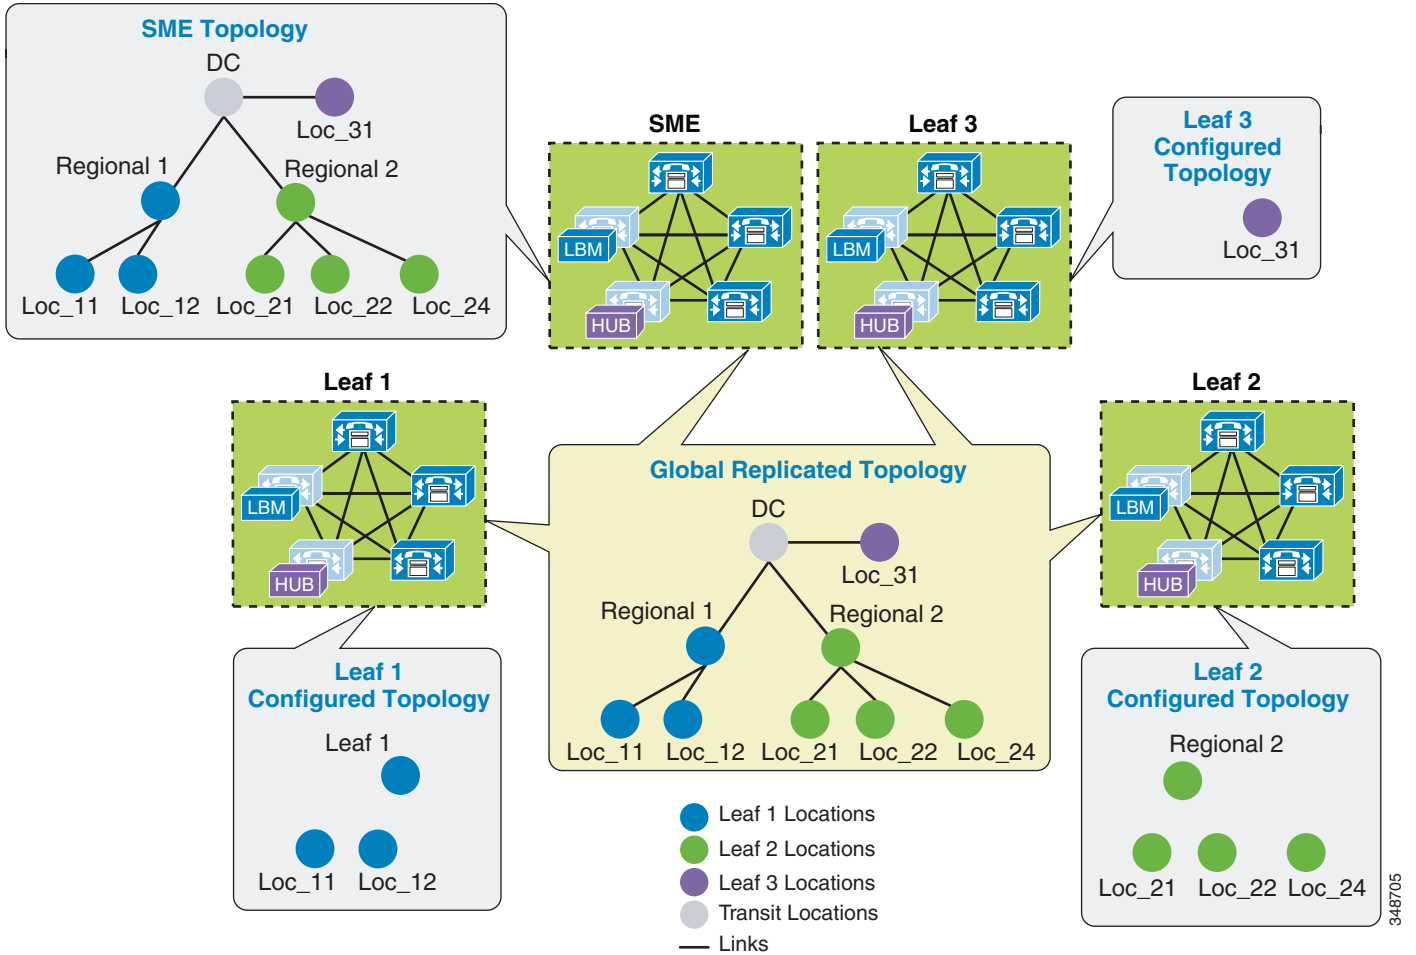 SME Topology
DC
Loc_31
Regional 1
Regional 2
Loc_11
Loc_12
Loc_21
Loc_22
Loc_24
SME
LBM
HUB
Leaf 3
LBM
HUB
Leaf 3
Configured
Topology
Loc_31
Leaf 1
LBM
HUB
Leaf 2
LBM
HUB
Global Replicated Topology
DC
Loc_31
Regional 1
Regional 2
Loc_11
Loc_12
Loc_21
Loc_22
Loc_24
Leaf 1
Configured Topology
Leaf 1
Loc_11
Loc_12
Leaf 2
Configured Topology
Regional 2
Loc_21
Loc_22
Loc_24
Leaf 1 Locations
Leaf 2 Locations
Leaf 3 Locations
Transit Locations
Links
348705